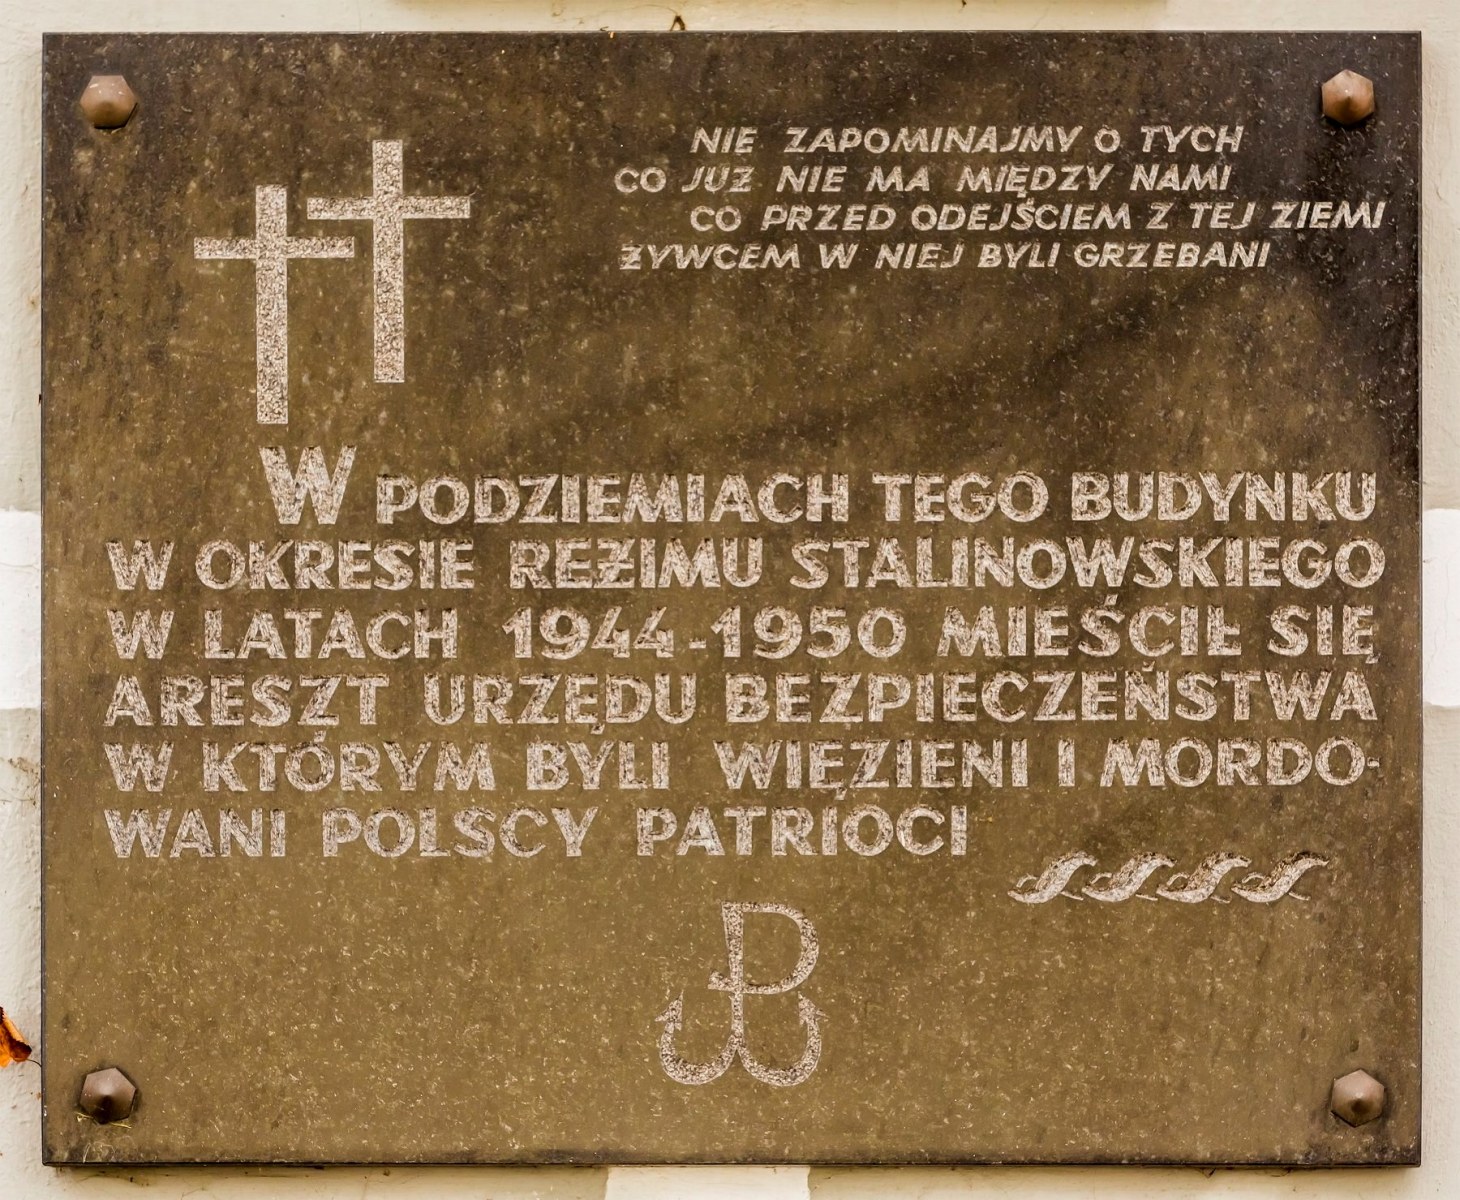 NIE ZAPOMINAJMY O TYCH
CO JUŻ NIE MA MIĘDZY NAMI
CO PRZED ODEJŚCIEM Z TEJ ZIEMI
ŻYWCEM W NIEJ BYLI GRZEBANI
W PODZIEMIACH TEGO BUDYNKU
W OKRESIE REŻIMU STALINOWSKIEGO
W LATACH 1944-1950 MIEŚCIŁ SIĘ
ARESZT URZĘDU BEZPIECZEŃSTWA
W KTÓRYM BYLI WIĘZIENI I MORDO-
WANI POLSCY PATRIOCI